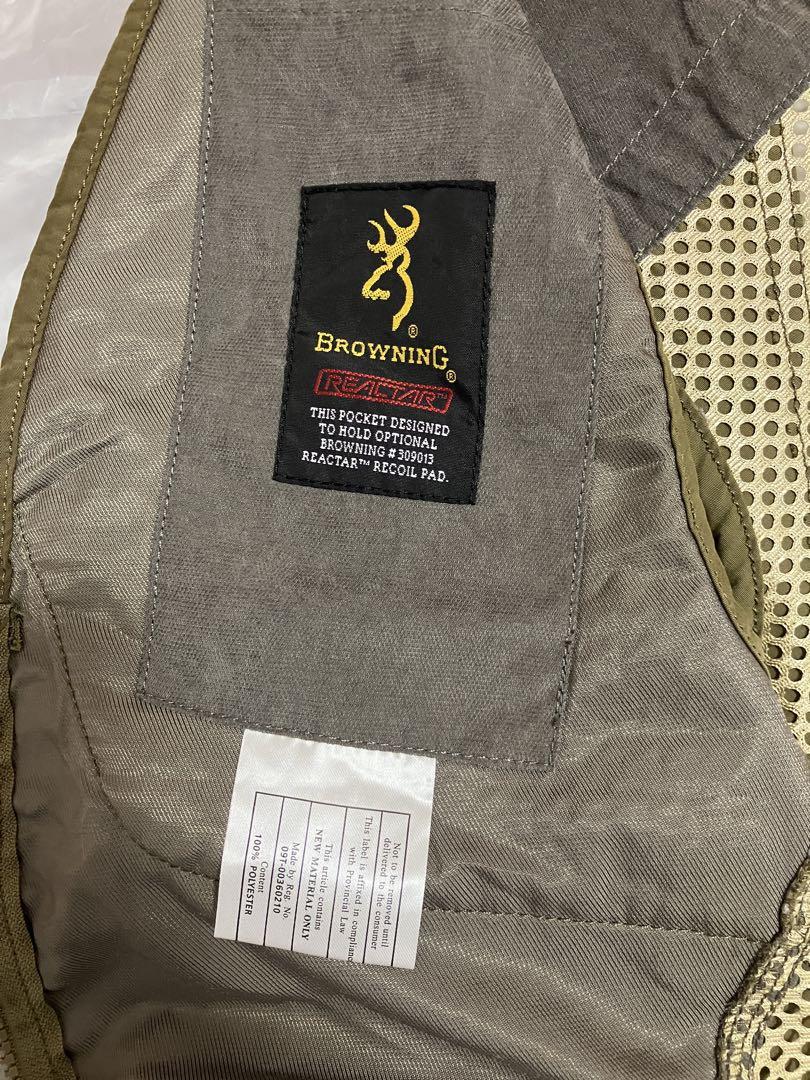 BROWNING®
REACTAR™®
THIS POCKET DESIGNED
TO HOLD OPTIONAL
BROWNING #309013
REACTAR™ RECOIL PAD.
Not to be removed until
delivered to the consumer
This label is affixed in compliance
with Provincial Law
This article contains
NEW MATERIAL ONLY
Made by Reg. No.
09T-00360210
Content
100% POLYESTER